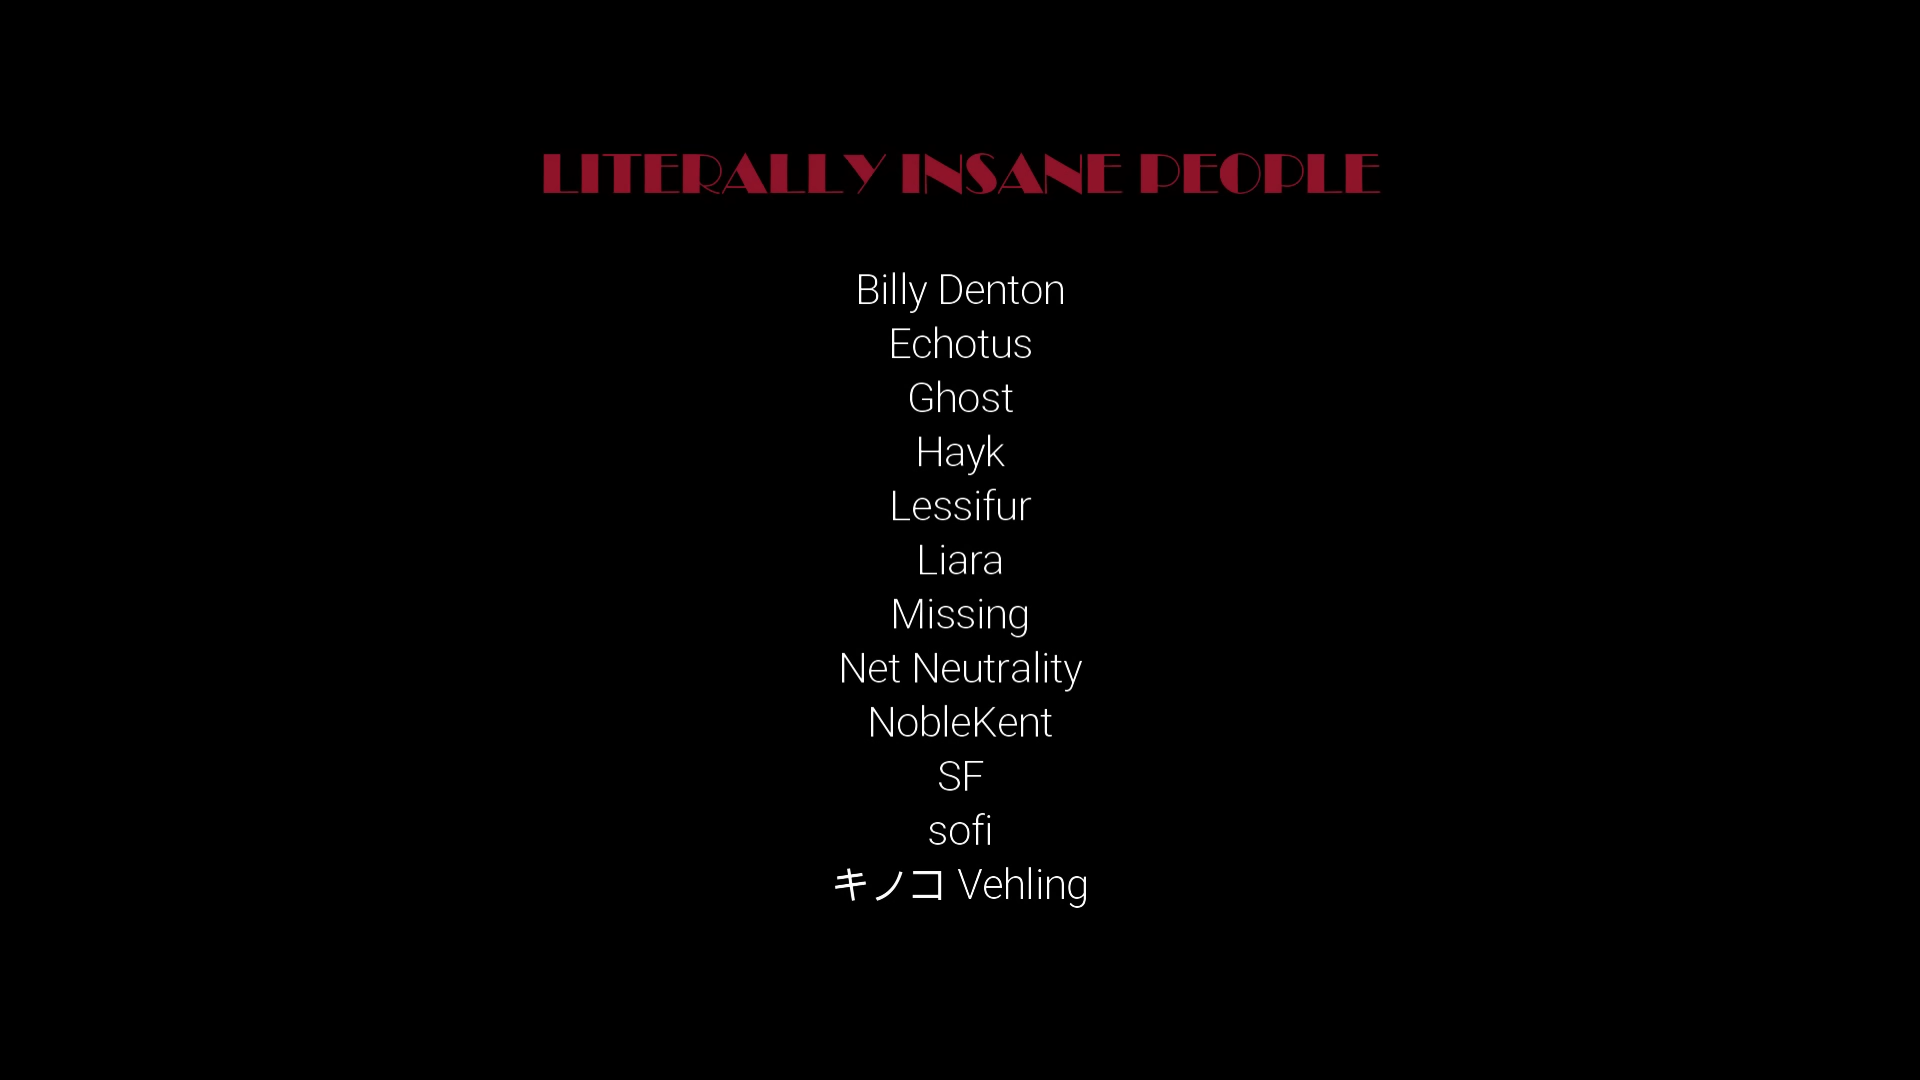 LITERALLY INSANE PEOPLE
Billy Denton
Echotus
Ghost
Hayk
Lessifur
Liara
Missing
Net Neutrality
NobleKent
SF
sofi
キノコ Vehling